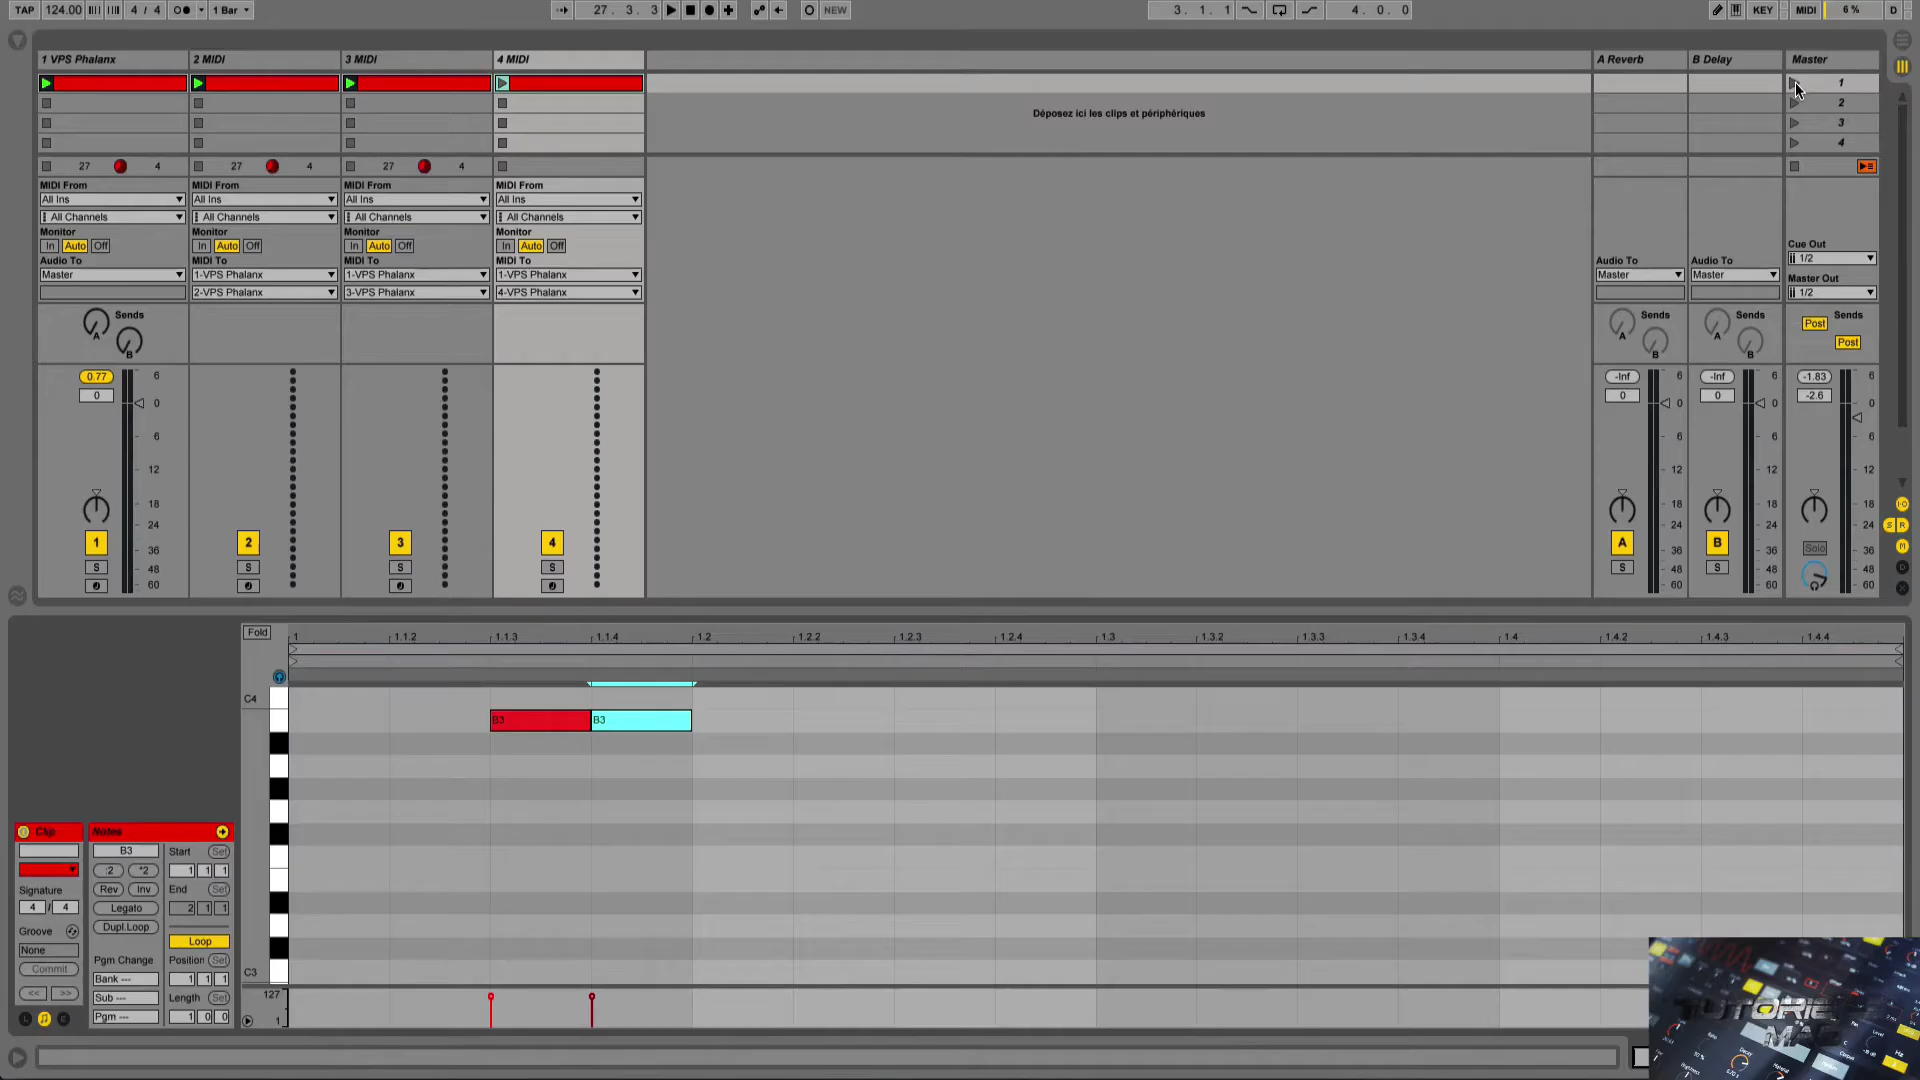 TAP 124.00 4 / 4 1 Bar 27. 3. 3 NEW 3. 1. 1 4. 0. 0 KEY MIDI 6 % D
1 VPS Phalanx 2 MIDI 3 MIDI 4 MIDI A Reverb B Delay Master
1
2
Déposez ici les clips et périphériques
3
4
27 4 27 4 27 4
MIDI From MIDI From MIDI From MIDI From
All Ins All Ins All Ins All Ins
All Channels All Channels All Channels All Channels
Monitor Monitor Monitor Monitor
In Auto Off In Auto Off In Auto Off In Auto Off Cue Out
Audio To MIDI To MIDI To MIDI To Audio To Audio To 1/2
Master 1-VPS Phalanx 1-VPS Phalanx 1-VPS Phalanx Master Master Master Out
2-VPS Phalanx 3-VPS Phalanx 4-VPS Phalanx 1/2
Sends Sends Sends Sends
A A A Post
B B B Post
0.77 6 -Inf 6 -Inf 6 -1.83 6
0 0 0 0 0 0 -2.6 0
6 6 6 6
12 12 12 12
18 18 18 18
24 24 24 24
1 2 3 4 A B
36 36 36 Solo 36
S S S S S S
48 48 48 48
60 60 60 60
Fold 1 1.1.2 1.1.3 1.1.4 1.2 1.2.2 1.2.3 1.2.4 1.3 1.3.2 1.3.3 1.3.4 1.4 1.4.2 1.4.3 1.4.4
C4
B3 B3
Clip Notes
B3 Start Set
:2 *2 1 1 1
Signature Rev Inv End Set
4 / 4 Legato 2 1 1
Groove Dupl.Loop
None Loop
Commit Pgm Change Position Set
<< >> Bank --- 1 1 1
Sub --- Length Set
Pgm --- 1 0 0
C3
127
1